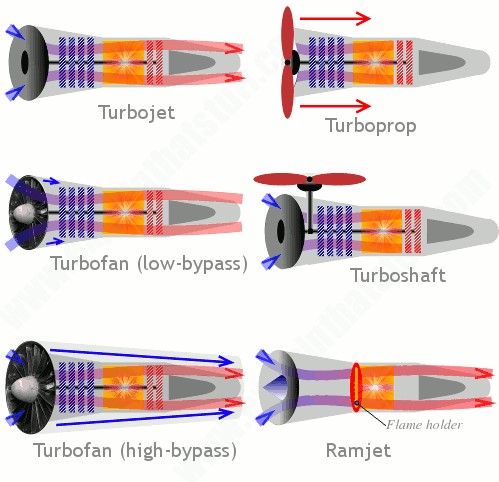 Turbojet
Turboprop
Turbofan (low-bypass)
Turboshaft
Flame holder
Turbofan (high-bypass)
Ramjet